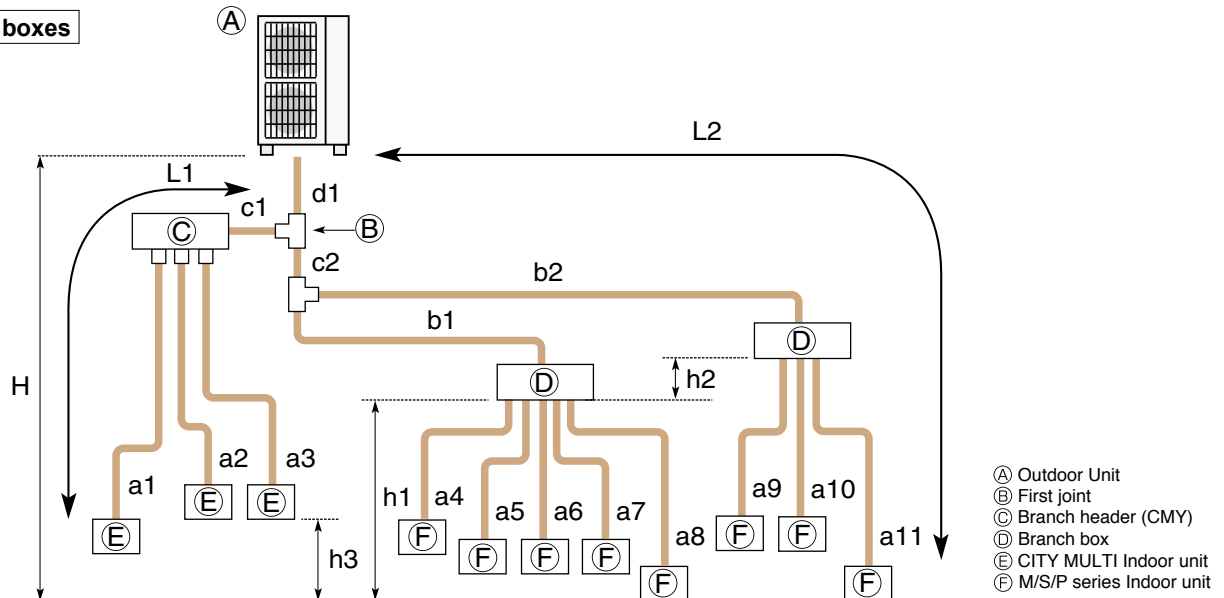 boxes
Ⓐ
L2
L1
d1
c1
Ⓒ
Ⓑ
c2
b2
b1
Ⓓ
H
Ⓓ
h2
a1
a2
a3
h1
a4
a5
a6
a7
a8
a9
a10
a11
Ⓔ
Ⓔ
Ⓔ
h3
Ⓕ
Ⓕ
Ⓕ
Ⓕ
Ⓕ
Ⓕ
Ⓕ
Ⓕ
Ⓐ Outdoor Unit
Ⓑ First joint
Ⓒ Branch header (CMY)
Ⓓ Branch box
Ⓔ CITY MULTI Indoor unit
Ⓕ M/S/P series Indoor unit